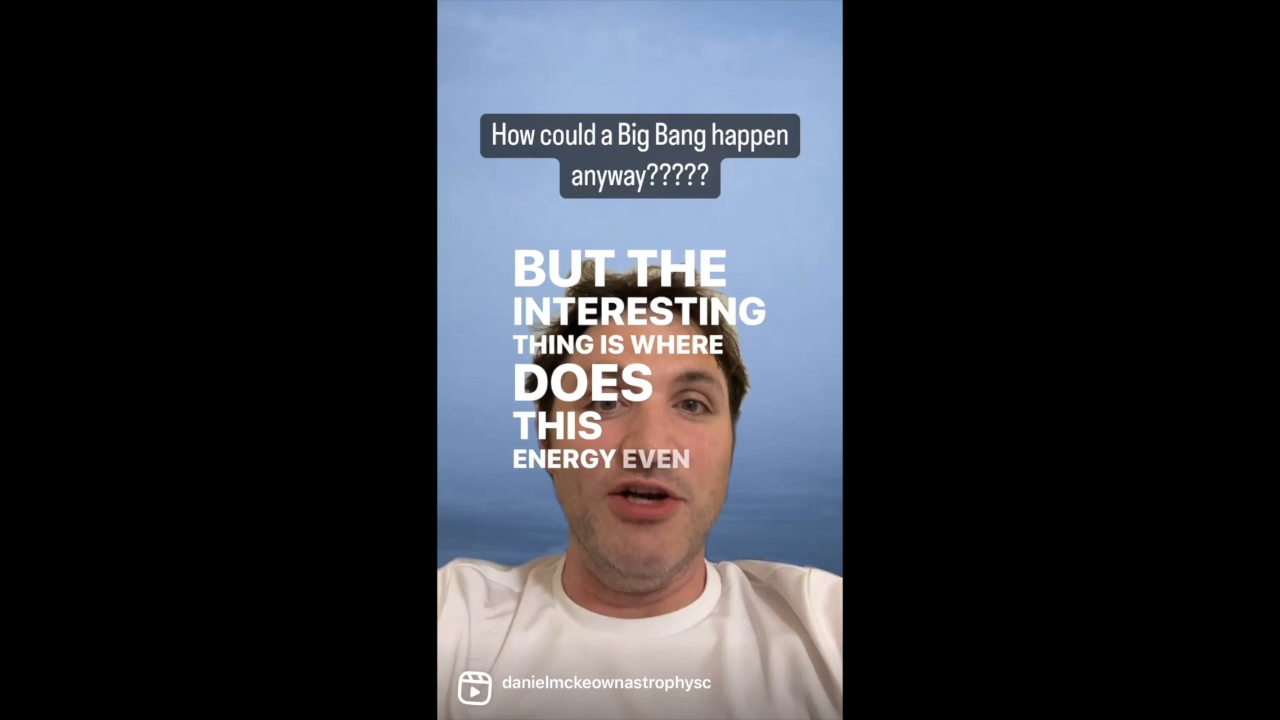 How could a Big Bang happen
anyway?????
BUT THE
INTERESTING
THING IS WHERE
DOES
THIS
ENERGY EVEN
danielmckeownastrophysc